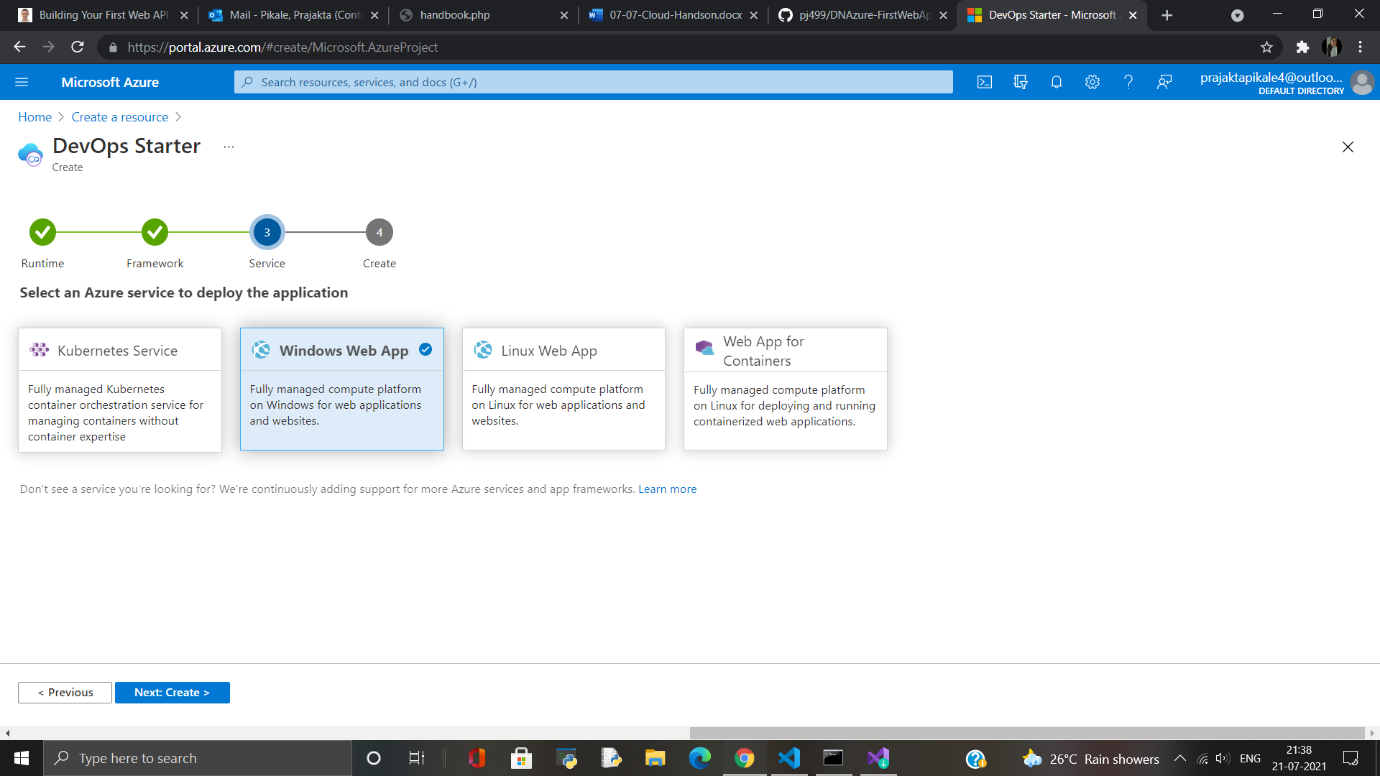 Building Your First Web API
Mail - Pikale, Prajakta (Cont
handbook.php
07-07-Cloud-Handson.docx
pj499/DNAzure-FirstWebAp
DevOps Starter - Microsoft
https://portal.azure.com/#create/Microsoft.AzureProject
Microsoft Azure
Search resources, services, and docs (G+/)
prajaktapikale4@outloo...
DEFAULT DIRECTORY
Home > Create a resource >
DevOps Starter ...
Create
3
4
Runtime
Framework
Service
Create
Select an Azure service to deploy the application
Kubernetes Service
Fully managed Kubernetes
container orchestration service for
managing containers without
container expertise
Windows Web App
Fully managed compute platform
on Windows for web applications
and websites.
Linux Web App
Fully managed compute platform
on Linux for web applications and
websites.
Web App for
Containers
Fully managed compute platform
on Linux for deploying and running
containerized web applications.
Don't see a service you're looking for? We're continuously adding support for more Azure services and app frameworks. Learn more
< Previous
Next: Create >
Type here to search
26°C Rain showers
ENG
21:38
21-07-2021